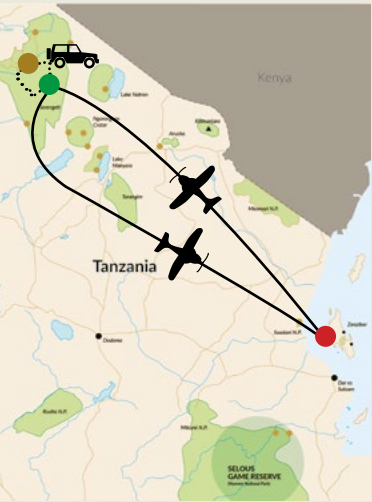 Kenya
Lake Natron
Serengeti
Ngorongoro
Crater
Arusha
Kilimanjaro
Lake
Manyara
Tarangire
Mkomazi N.P.
Tanzania
Saadani N.P.
Zanzibar
Dodoma
Dar es
Salaam
Ruaha N.P.
Mikumi N.P.
SELOUS
GAME RESERVE